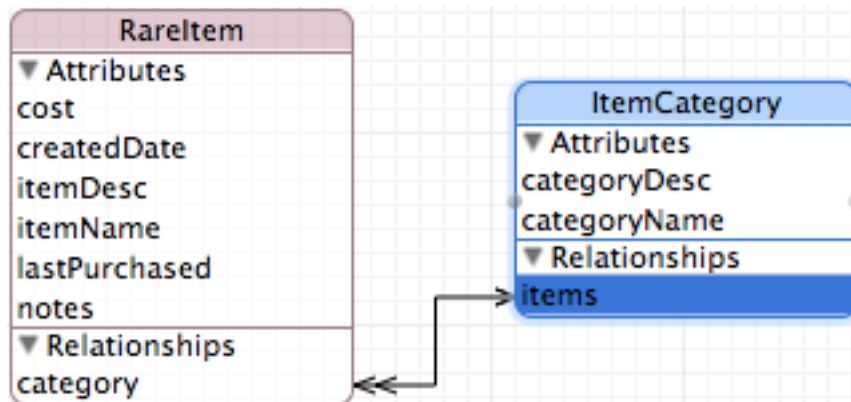 RareItem
Attributes
cost
createdDate
itemDesc
itemName
lastPurchased
notes
Relationships
category
ItemCategory
Attributes
categoryDesc
categoryName
Relationships
items